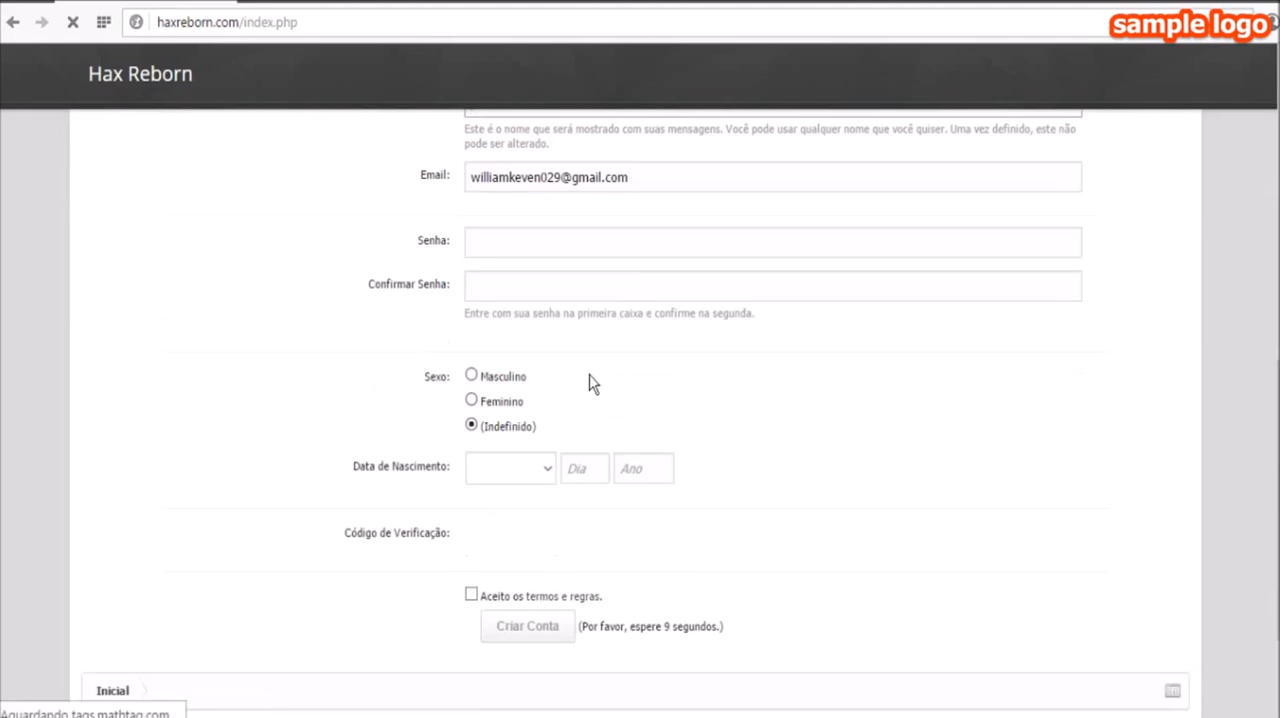 haxreborn.com/index.php
sample logo
Hax Reborn
Este é o nome que será mostrado com suas mensagens. Você pode usar qualquer nome que você quiser. Uma vez definido, este não
pode ser alterado.
Email: williamkeven029@gmail.com
Senha:
Confirmar Senha:
Entre com sua senha na primeira caixa e confirme na segunda.
Sexo: Masculino
Feminino
(Indefinido)
Data de Nascimento: Dia Ano
Código de Verificação:
Aceito os termos e regras.
Criar Conta (Por favor, espere 9 segundos.)
Inicial
Aguardando tags.mathtag.com...